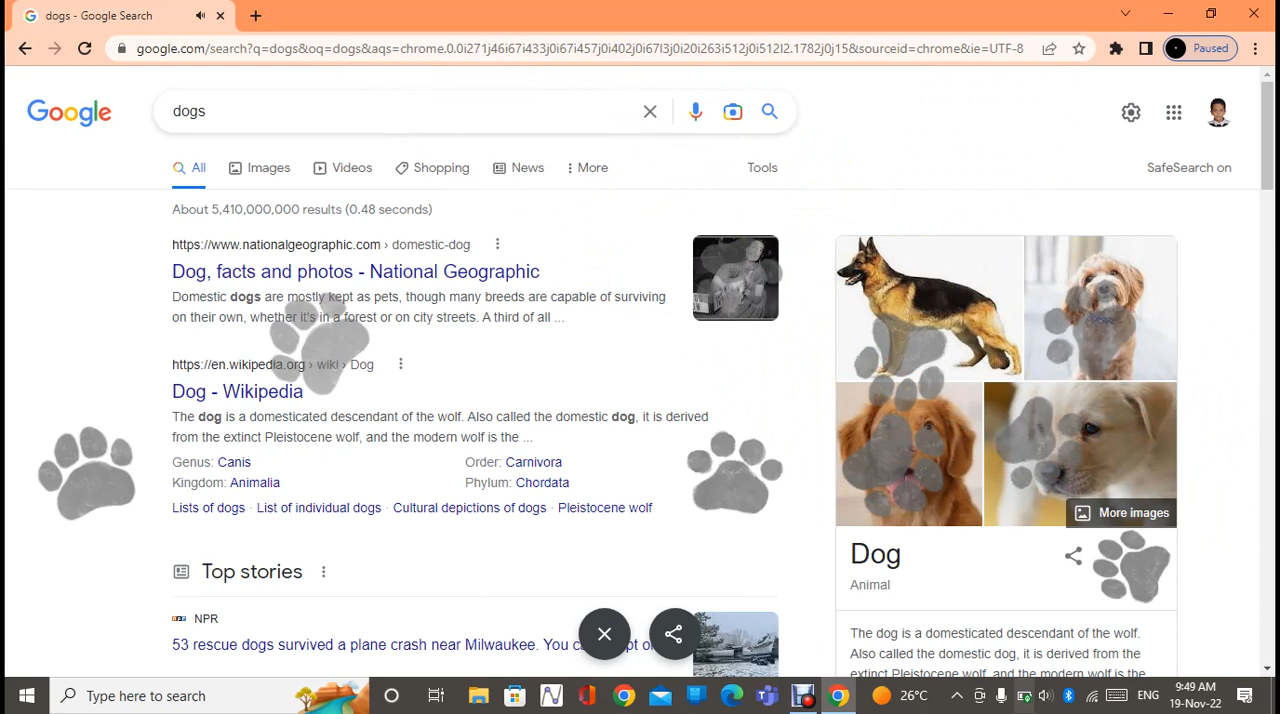 dogs - Google Search
google.com/search?q=dogs&oq=dogs&aqs=chrome.0.0i271j46i67i433j0i67i457j0i402j0i67l3j0i20i263i512j0i512l2.1782j0j15&sourceid=chrome&ie=UTF-8
Paused
Google
dogs
All Images Videos Shopping News More Tools SafeSearch on
About 5,410,000,000 results (0.48 seconds)
https://www.nationalgeographic.com › domestic-dog
Dog, facts and photos - National Geographic
Domestic dogs are mostly kept as pets, though many breeds are capable of surviving
on their own, whether it's in a forest or on city streets. A third of all ...
https://en.wikipedia.org › wiki › Dog
Dog - Wikipedia
The dog is a domesticated descendant of the wolf. Also called the domestic dog, it is derived
from the extinct Pleistocene wolf, and the modern wolf is the ...
Genus: Canis Order: Carnivora
Kingdom: Animalia Phylum: Chordata
Lists of dogs · List of individual dogs · Cultural depictions of dogs · Pleistocene wolf
Top stories
NPR
53 rescue dogs survived a plane crash near Milwaukee. You
More images
Dog
Animal
The dog is a domesticated descendant of the wolf.
Also called the domestic dog, it is derived from the
extinct Pleistocene wolf, and the modern wolf is the
Type here to search
26°C
ENG
9:49 AM
19-Nov-22